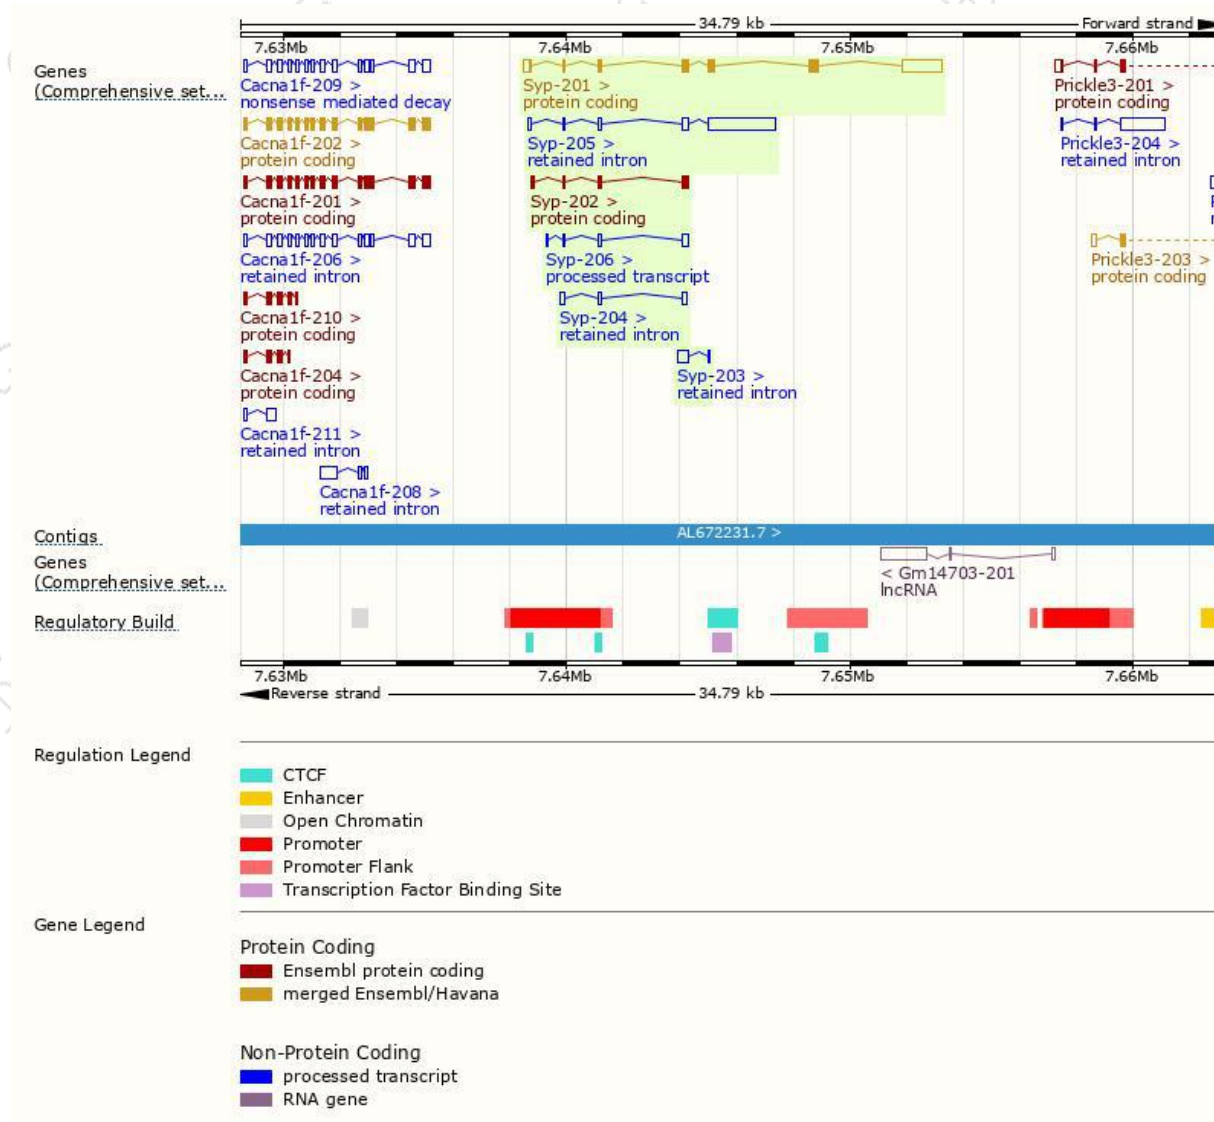 34.79 kb
Forward strand
7.63Mb
7.64Mb
7.65Mb
7.66Mb
Genes
(Comprehensive set...
Cacna1f-209 >
nonsense mediated decay
Syp-201 >
protein coding
Prickle3-201 >
protein coding
Cacna1f-202 >
protein coding
Syp-205 >
retained intron
Prickle3-204 >
retained intron
Cacna1f-201 >
protein coding
Syp-202 >
protein coding
Cacna1f-206 >
retained intron
Syp-206 >
processed transcript
Prickle3-203 >
protein coding
Cacna1f-210 >
protein coding
Syp-204 >
retained intron
Cacna1f-204 >
protein coding
Syp-203 >
retained intron
Cacna1f-211 >
retained intron
Cacna1f-208 >
retained intron
Contigs
AL672231.7 >
Genes
(Comprehensive set...
< Gm14703-201
lncRNA
Regulatory Build
7.63Mb
7.64Mb
7.65Mb
7.66Mb
Reverse strand
34.79 kb
Regulation Legend
CTCF
Enhancer
Open Chromatin
Promoter
Promoter Flank
Transcription Factor Binding Site
Gene Legend
Protein Coding
Ensembl protein coding
merged Ensembl/Havana
Non-Protein Coding
processed transcript
RNA gene